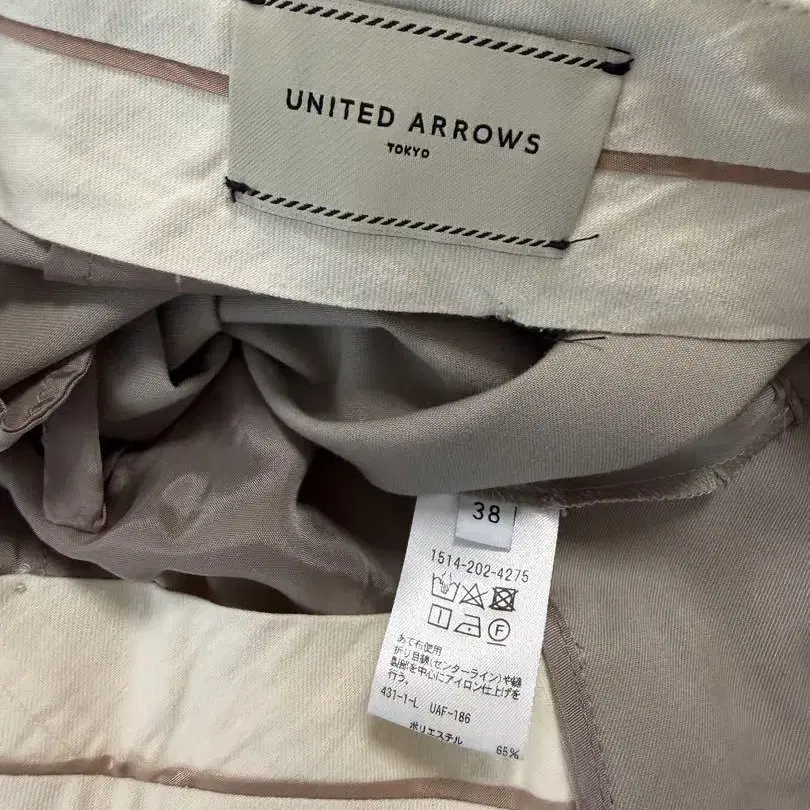 UNITED ARROWS
TOKYO
38
1514-202-4275
F
あて布使用
折り目線(センターライン)や縫
製部を中心にアイロン仕上げを
行う。
431-1-L UAF-186
ポリエステル 65%